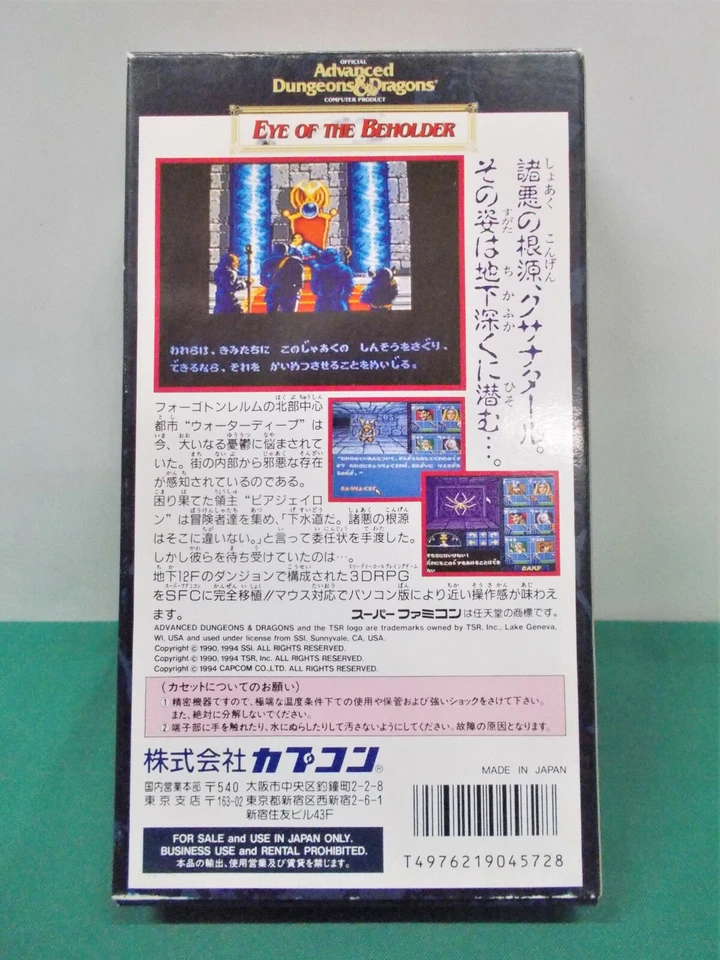 OFFICIAL
Advanced
Dungeons & Dragons®
COMPUTER PRODUCT
EYE OF THE BEHOLDER
諸悪の根源、クサナクタール。
その姿は地下深くに潜む…。
われらは、きみたちに このじゃあくの しんそうをさぐり、
できるなら、それを かいめつさせることをめいじる。
フォーゴトンレルムの北部中心
都市“ウォーターディープ”は
今、大いなる憂鬱に悩まされて
いた。街の内部から邪悪な存在
が感知されているのである。
困り果てた領主“ピアジェイロ
ン”は冒険者達を集め、「下水道だ。諸悪の根源
はそこに違いない。」と言って委任状を手渡した。
しかし彼らを待ち受けていたのは…。
地下12Fのダンジョンで構成された3DRPG
をSFCに完全移植!!マウス対応でパソコン版により近い操作感が味わえ
ます。
スーパーファミコンは任天堂の商標です。
CAMP
ADVANCED DUNGEONS & DRAGONS and the TSR logo are trademarks owned by TSR, Inc., Lake Geneva,
WI, USA and used under license from SSI, Sunnyvale, CA, USA.
Copyright © 1990, 1994 SSI. ALL RIGHTS RESERVED.
Copyright © 1990, 1994 TSR, Inc. ALL RIGHTS RESERVED.
Copyright © 1994 CAPCOM CO.,LTD. ALL RIGHTS RESERVED.
(カセットについてのお願い)
①精密機器ですので、極端な温度条件下での使用や保管および強いショックをさけて下さい。
また、絶対に分解しないでください。
②端子部に手を触れたり、水にぬらしたりして汚さないようにしてください。故障の原因となります。
株式会社カプコン®
MADE IN JAPAN
国内営業本部 〒540 大阪市中央区釣鐘町2-2-8
東京支店 〒163-02 東京都新宿区西新宿2-6-1
新宿住友ビル43F
FOR SALE and USE IN JAPAN ONLY.
BUSINESS USE and RENTAL PROHIBITED.
本品の輸出、使用営業及び賃貸を禁じます。
T4976219045728